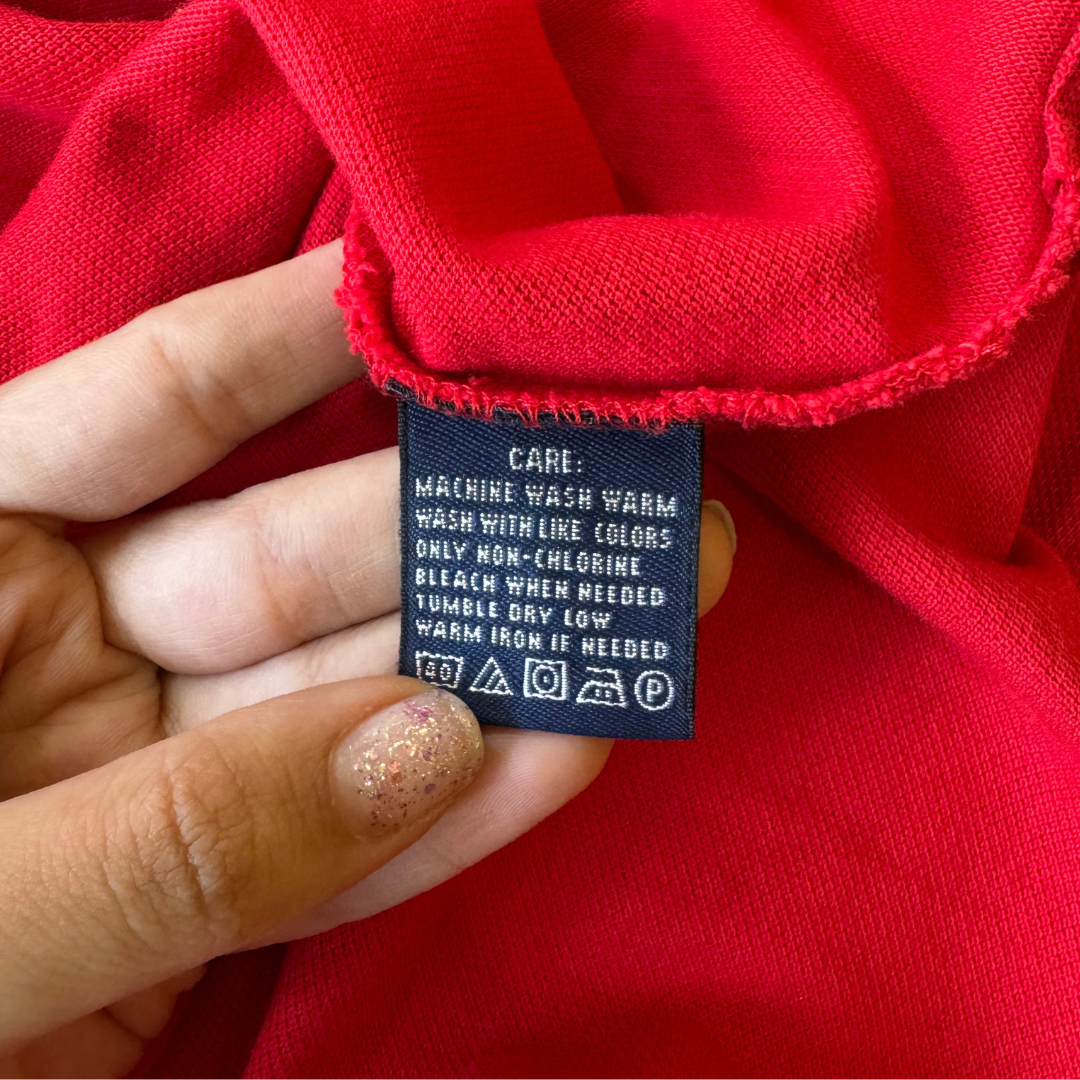 CARE:
MACHINE WASH WARM
WASH WITH LIKE COLORS
ONLY NON-CHLORINE
BLEACH WHEN NEEDED
TUMBLE DRY LOW
WARM IRON IF NEEDED
40 P